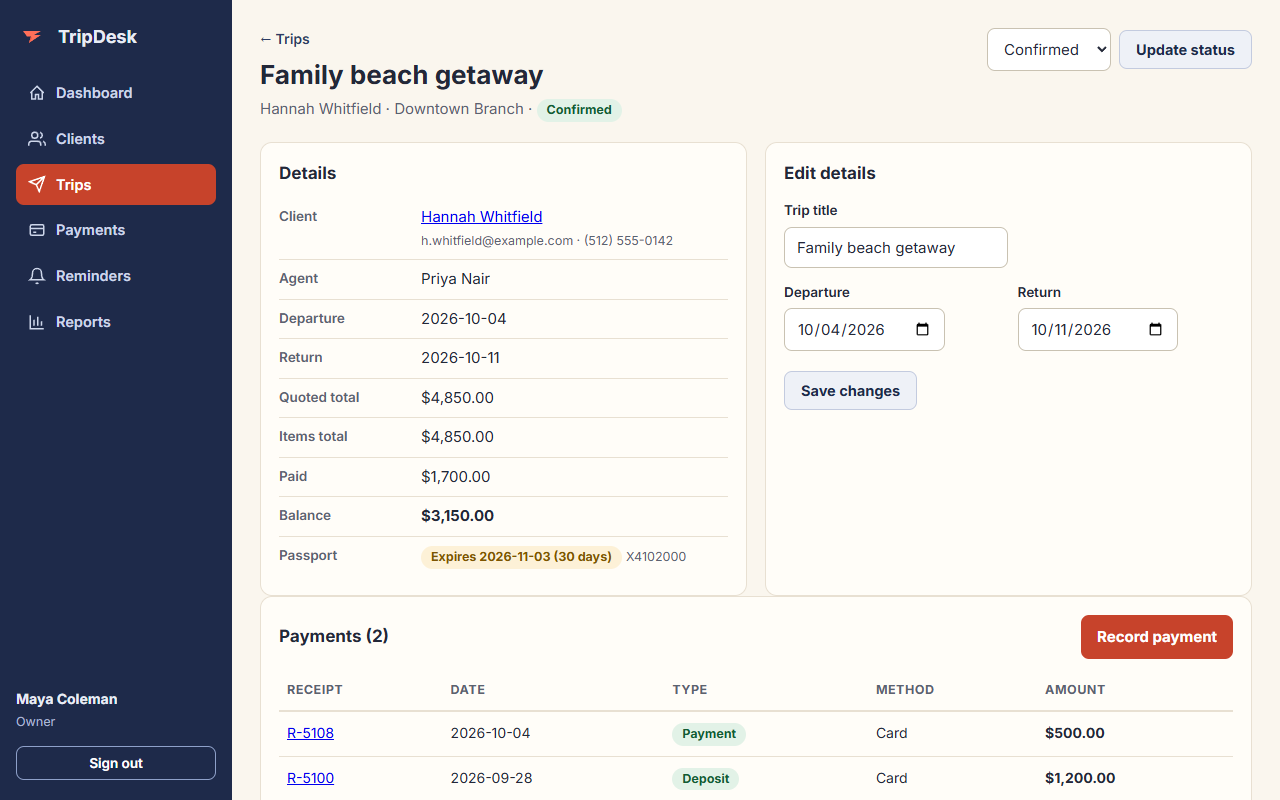 TripDesk
Dashboard
Clients
Trips
Payments
Reminders
Reports
Maya Coleman
Owner
Sign out
← Trips
Family beach getaway
Hannah Whitfield · Downtown Branch · Confirmed
Confirmed
Update status
Details
Client Hannah Whitfield
h.whitfield@example.com · (512) 555-0142
Agent Priya Nair
Departure 2026-10-04
Return 2026-10-11
Quoted total $4,850.00
Items total $4,850.00
Paid $1,700.00
Balance $3,150.00
Passport Expires 2026-11-03 (30 days) X4102000
Edit details
Trip title
Family beach getaway
Departure Return
10/04/2026 10/11/2026
Save changes
Payments (2)
Record payment
RECEIPT DATE TYPE METHOD AMOUNT
R-5108 2026-10-04 Payment Card $500.00
R-5100 2026-09-28 Deposit Card $1,200.00